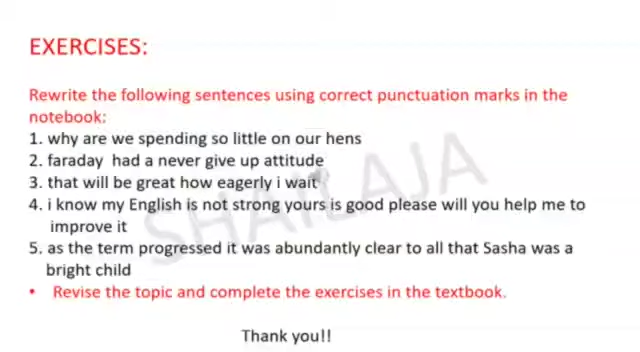 EXERCISES:
Rewrite the following sentences using correct punctuation marks in the
notebook:
1. why are we spending so little on our hens
2. faraday had a never give up attitude
3. that will be great how eagerly i wait
4. i know my English is not strong yours is good please will you help me to
improve it
5. as the term progressed it was abundantly clear to all that Sasha was a
bright child
• Revise the topic and complete the exercises in the textbook.
Thank you!!
SHAILAJA